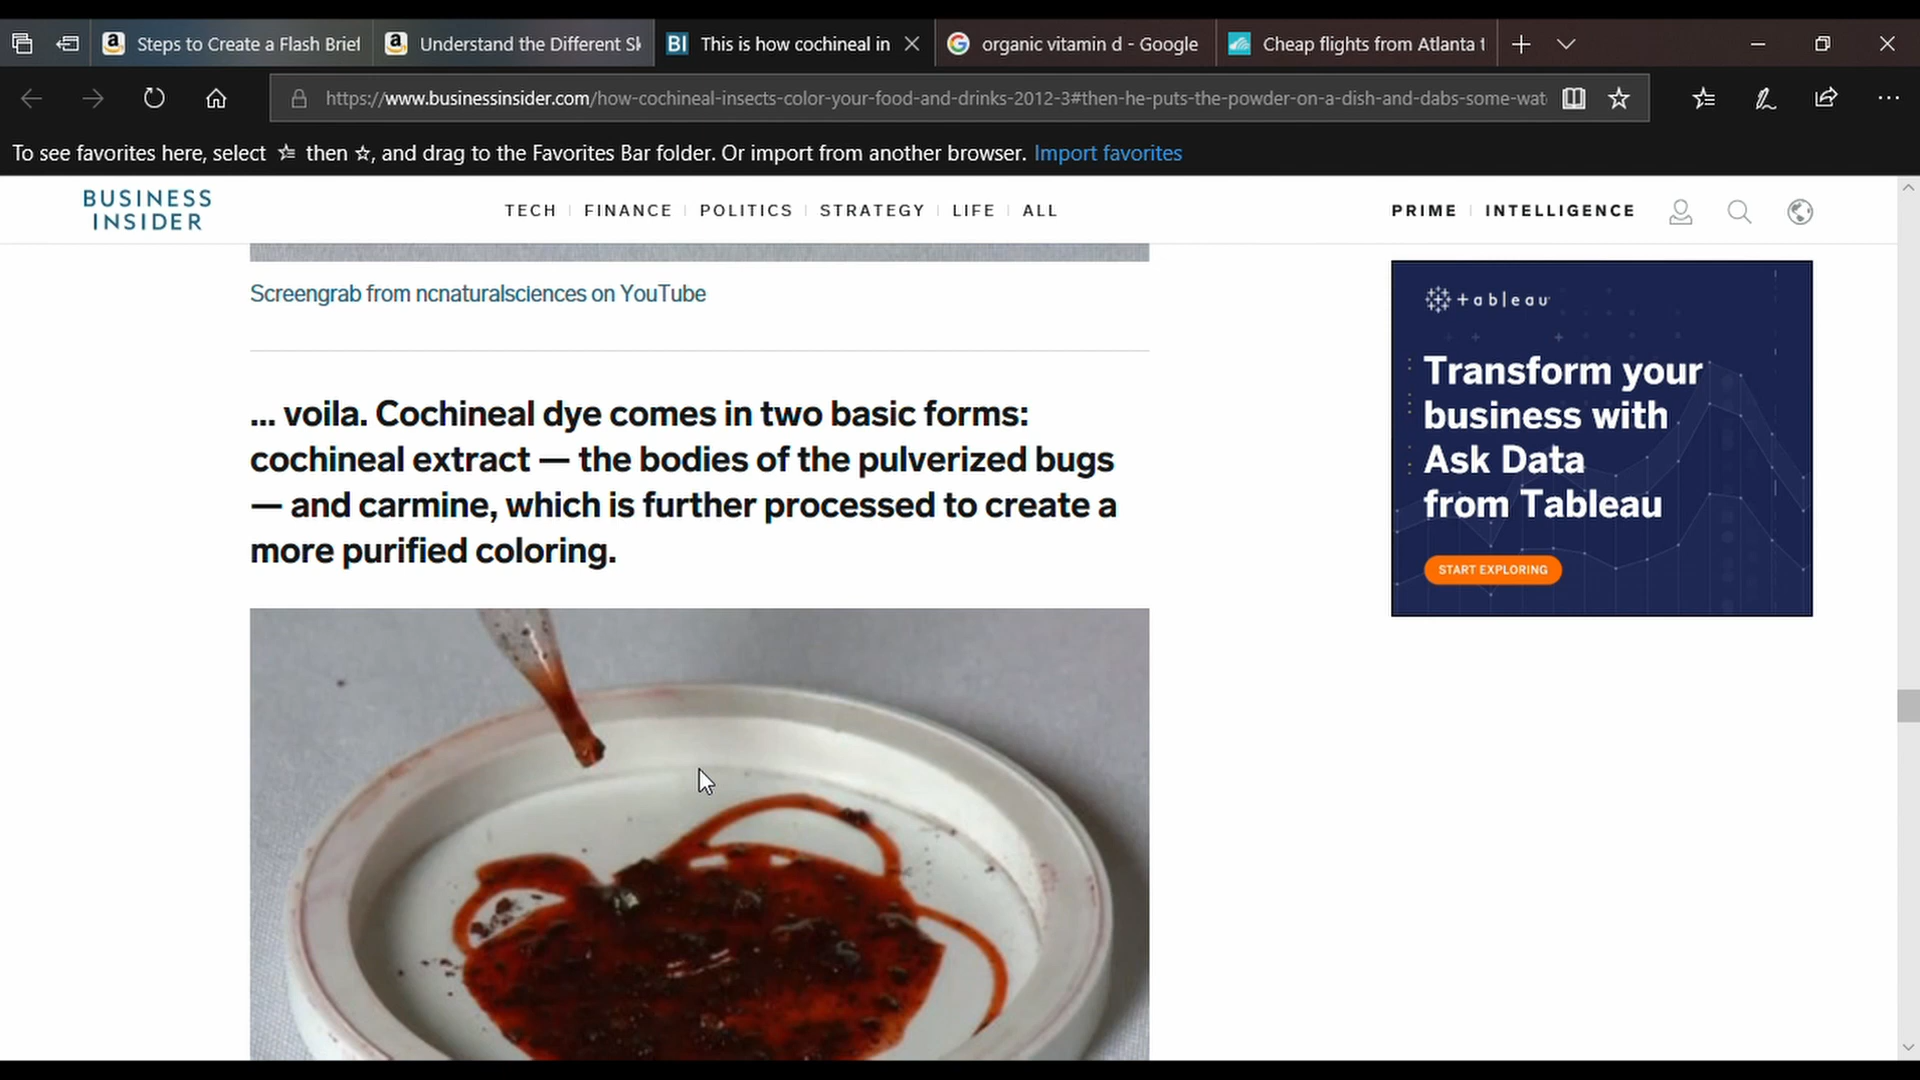 Steps to Create a Flash Brief
Understand the Different Sk
BI This is how cochineal in
organic vitamin d - Google
Cheap flights from Atlanta t
https://www.businessinsider.com/how-cochineal-insects-color-your-food-and-drinks-2012-3#then-he-puts-the-powder-on-a-dish-and-dabs-some-wat
To see favorites here, select then , and drag to the Favorites Bar folder. Or import from another browser. Import favorites
BUSINESS
INSIDER
TECH | FINANCE | POLITICS | STRATEGY | LIFE | ALL
PRIME | INTELLIGENCE
Screengrab from ncnaturalsciences on YouTube
... voila. Cochineal dye comes in two basic forms:
cochineal extract — the bodies of the pulverized bugs
— and carmine, which is further processed to create a
more purified coloring.
+ableau
Transform your
business with
Ask Data
from Tableau
START EXPLORING